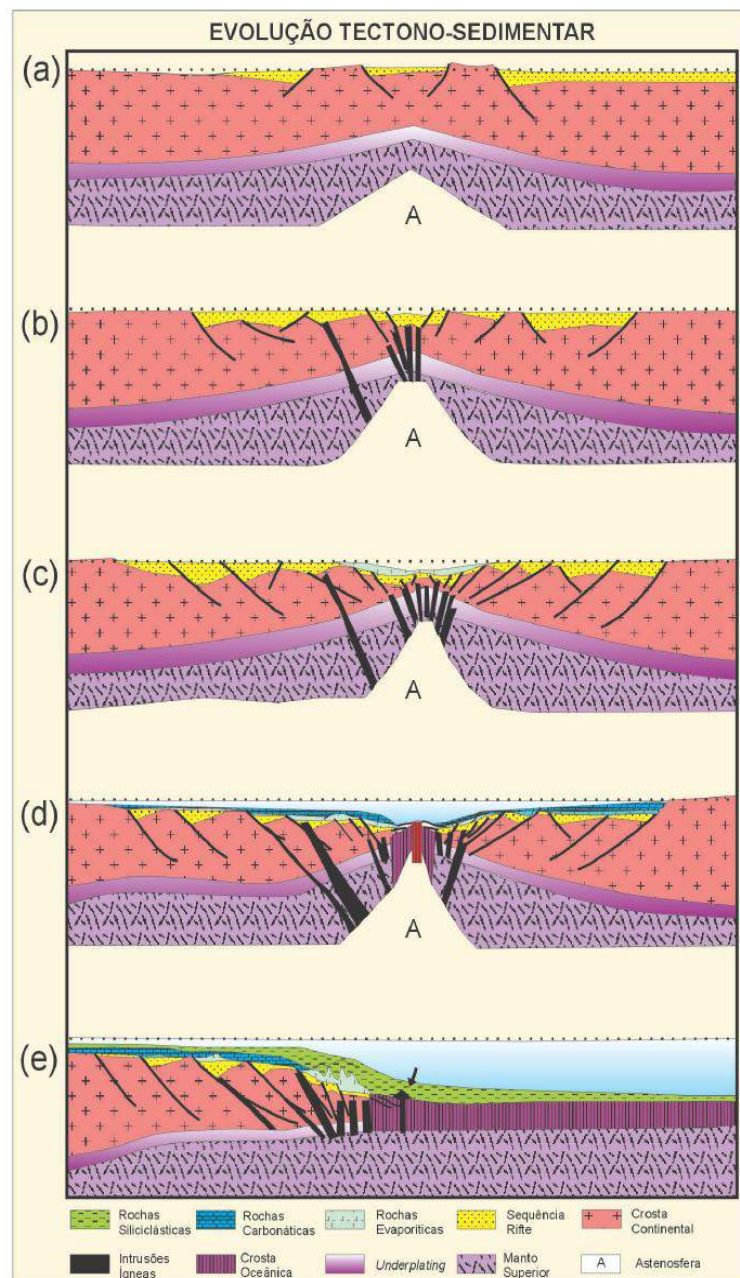 EVOLUÇÃO TECTONO-SEDIMENTAR
(a)
A
(b)
A
(c)
A
(d)
A
(e)
Rochas Siliciclásticas
Rochas Carbonáticas
Rochas Evaporíticas
Sequência Rifte
Crosta Continental
Intrusões Ígneas
Crosta Oceânica
Underplating
Manto Superior
A
Astenosfera